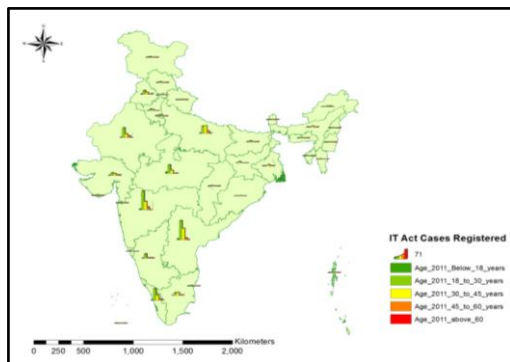 IT Act Cases Registered
71
Age_2011_Below_18_years
Age_2011_18_to_30_years
Age_2011_30_to_45_years
Age_2011_45_to_60_years
Age_2011_above_60
Kilometers
0 250 500 1,000 1,500 2,000